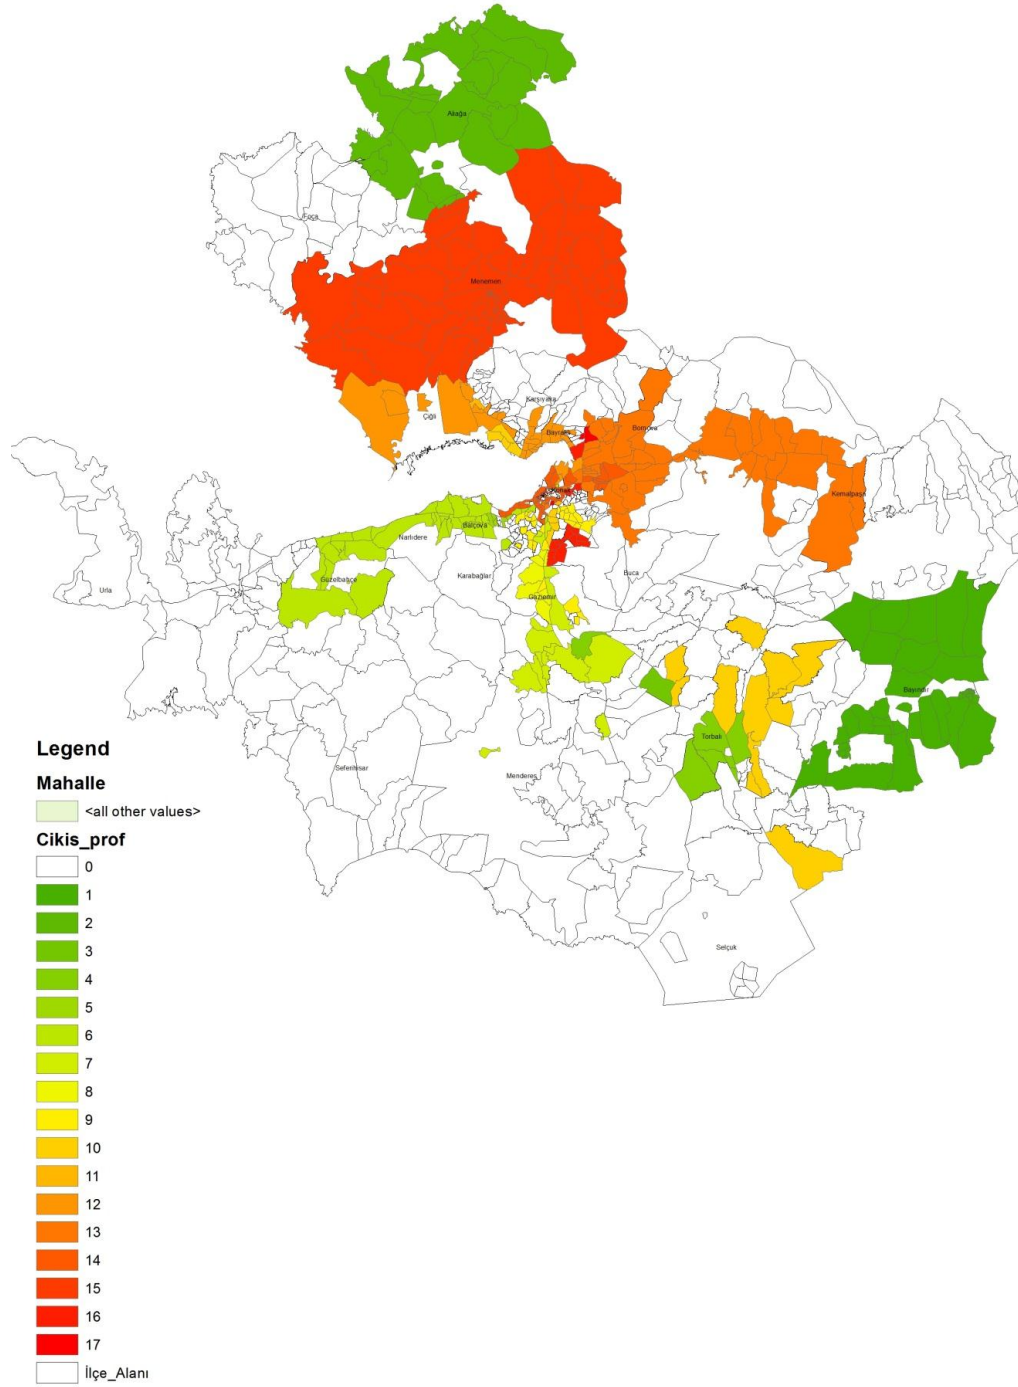 Aliağa
Foça
Menemen
Karşıyaka
Çiğli
Bayraklı
Bornova
Kemalpaşa
Konak
Balçova
Narlıdere
Karabağlar
Buca
Güzelbahçe
Urla
Gaziemir
Bayındır
Torbalı
Seferihisar
Menderes
Selçuk
Legend
Mahalle
<all other values>
Cikis_prof
0
1
2
3
4
5
6
7
8
9
10
11
12
13
14
15
16
17
İlçe_Alanı